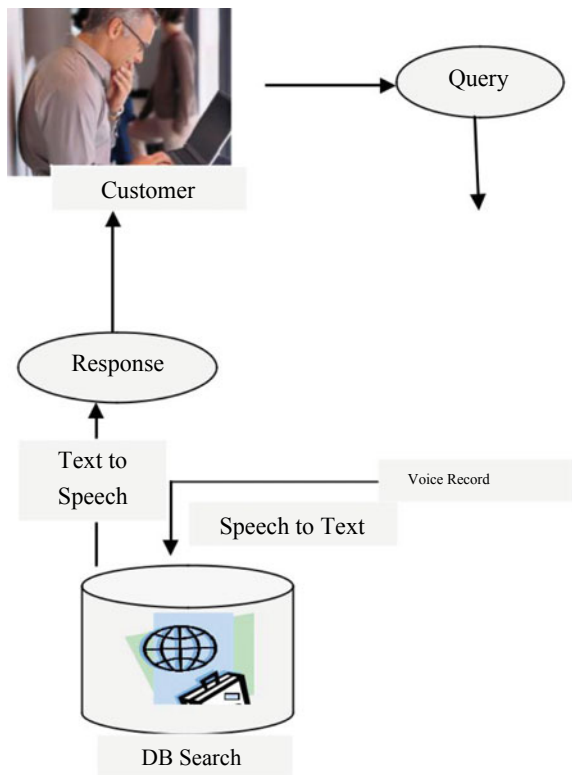 Query
Customer
Response
Text to
Speech
Voice Record
Speech to Text
DB Search